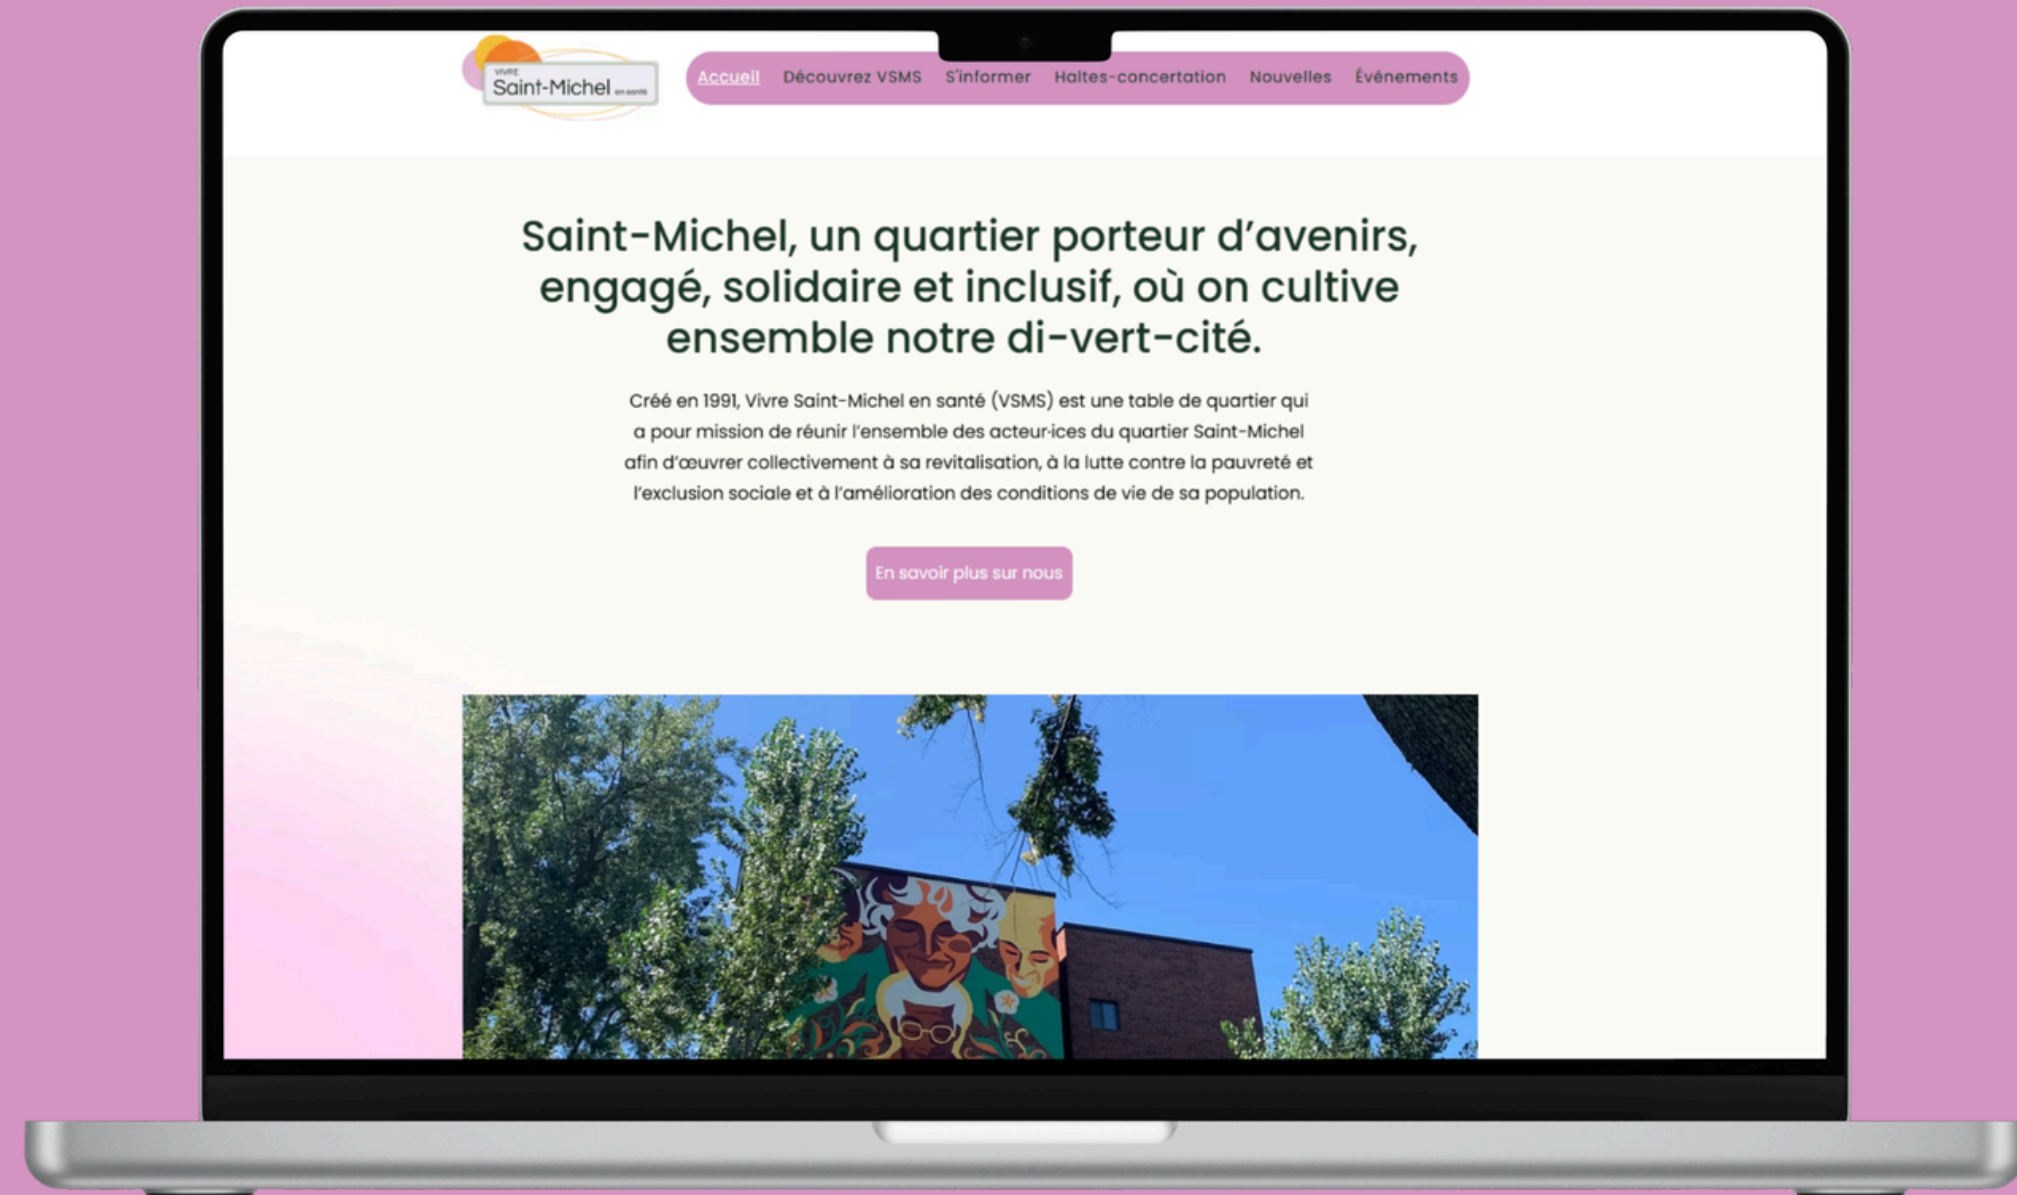 VIVRE
Saint-Michel en santé
Accueil Découvrez VSMS S'informer Haltes-concertation Nouvelles Événements
Saint-Michel, un quartier porteur d’avenirs,
engagé, solidaire et inclusif, où on cultive
ensemble notre di-vert-cité.
Créé en 1991, Vivre Saint-Michel en santé (VSMS) est une table de quartier qui
a pour mission de réunir l’ensemble des acteur·ices du quartier Saint-Michel
afin d’œuvrer collectivement à sa revitalisation, à la lutte contre la pauvreté et
l’exclusion sociale et à l’amélioration des conditions de vie de sa population.
En savoir plus sur nous